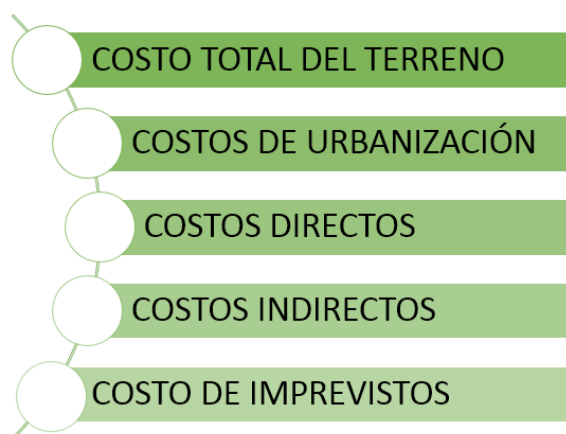 COSTO TOTAL DEL TERRENO
COSTOS DE URBANIZACIÓN
COSTOS DIRECTOS
COSTOS INDIRECTOS
COSTO DE IMPREVISTOS